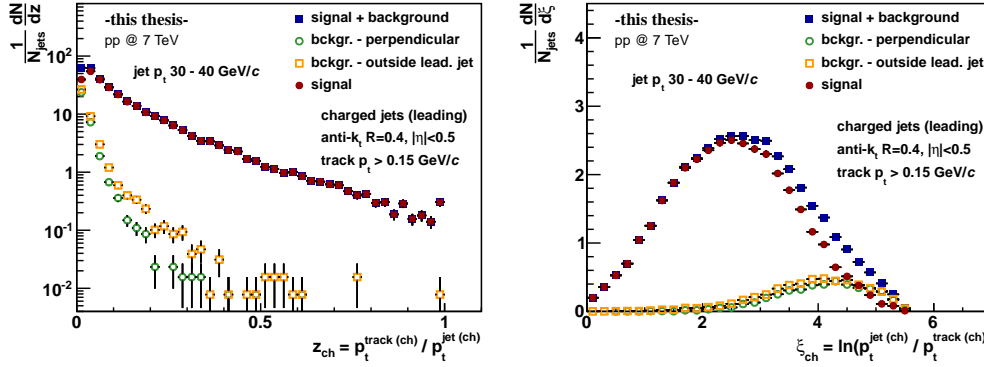 1/N_jets dN/dz
-this thesis-
pp @ 7 TeV
jet p_t 30 - 40 GeV/c
signal + background
bckgr. - perpendicular
bckgr. - outside lead. jet
signal
charged jets (leading)
anti-k_t R=0.4, |η|<0.5
track p_t > 0.15 GeV/c
10^2
10
1
10^-1
10^-2
0 0.5 1
z_ch = p_t^track (ch) / p_t^jet (ch)
1/N_jets dN/dξ
-this thesis-
pp @ 7 TeV
jet p_t 30 - 40 GeV/c
signal + background
bckgr. - perpendicular
bckgr. - outside lead. jet
signal
charged jets (leading)
anti-k_t R=0.4, |η|<0.5
track p_t > 0.15 GeV/c
4
3
2
1
0
0 2 4 6
ξ_ch = ln(p_t^jet (ch) / p_t^track (ch))